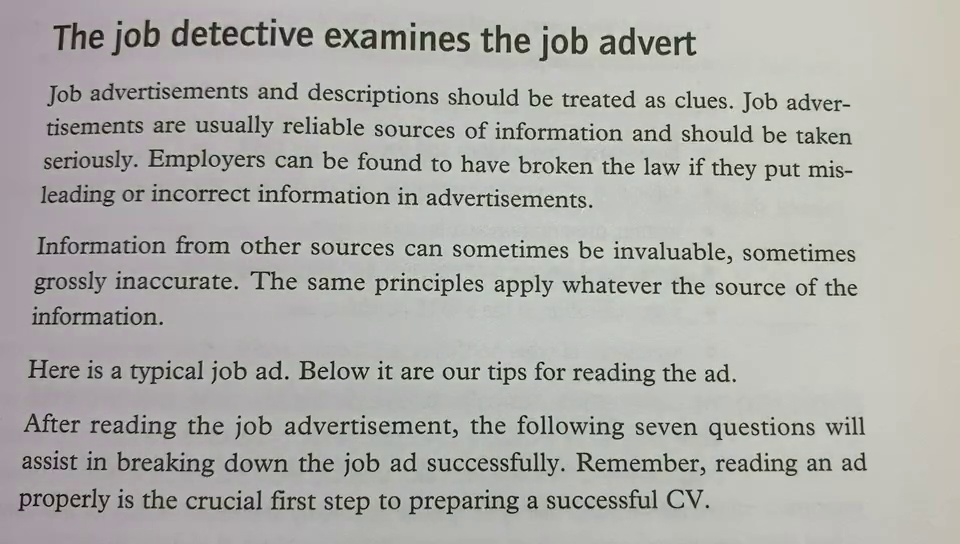 The job detective examines the job advert
Job advertisements and descriptions should be treated as clues. Job adver-
tisements are usually reliable sources of information and should be taken
seriously. Employers can be found to have broken the law if they put mis-
leading or incorrect information in advertisements.
Information from other sources can sometimes be invaluable, sometimes
grossly inaccurate. The same principles apply whatever the source of the
information.
Here is a typical job ad. Below it are our tips for reading the ad.
After reading the job advertisement, the following seven questions will
assist in breaking down the job ad successfully. Remember, reading an ad
properly is the crucial first step to preparing a successful CV.